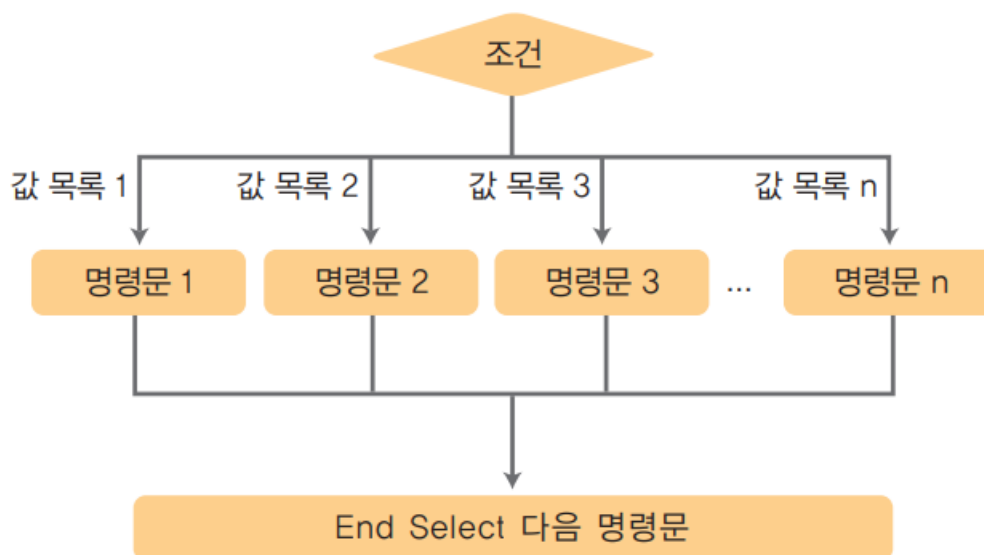 조건
값 목록 1 값 목록 2 값 목록 3 값 목록 n
명령문 1 명령문 2 명령문 3 ... 명령문 n
End Select 다음 명령문